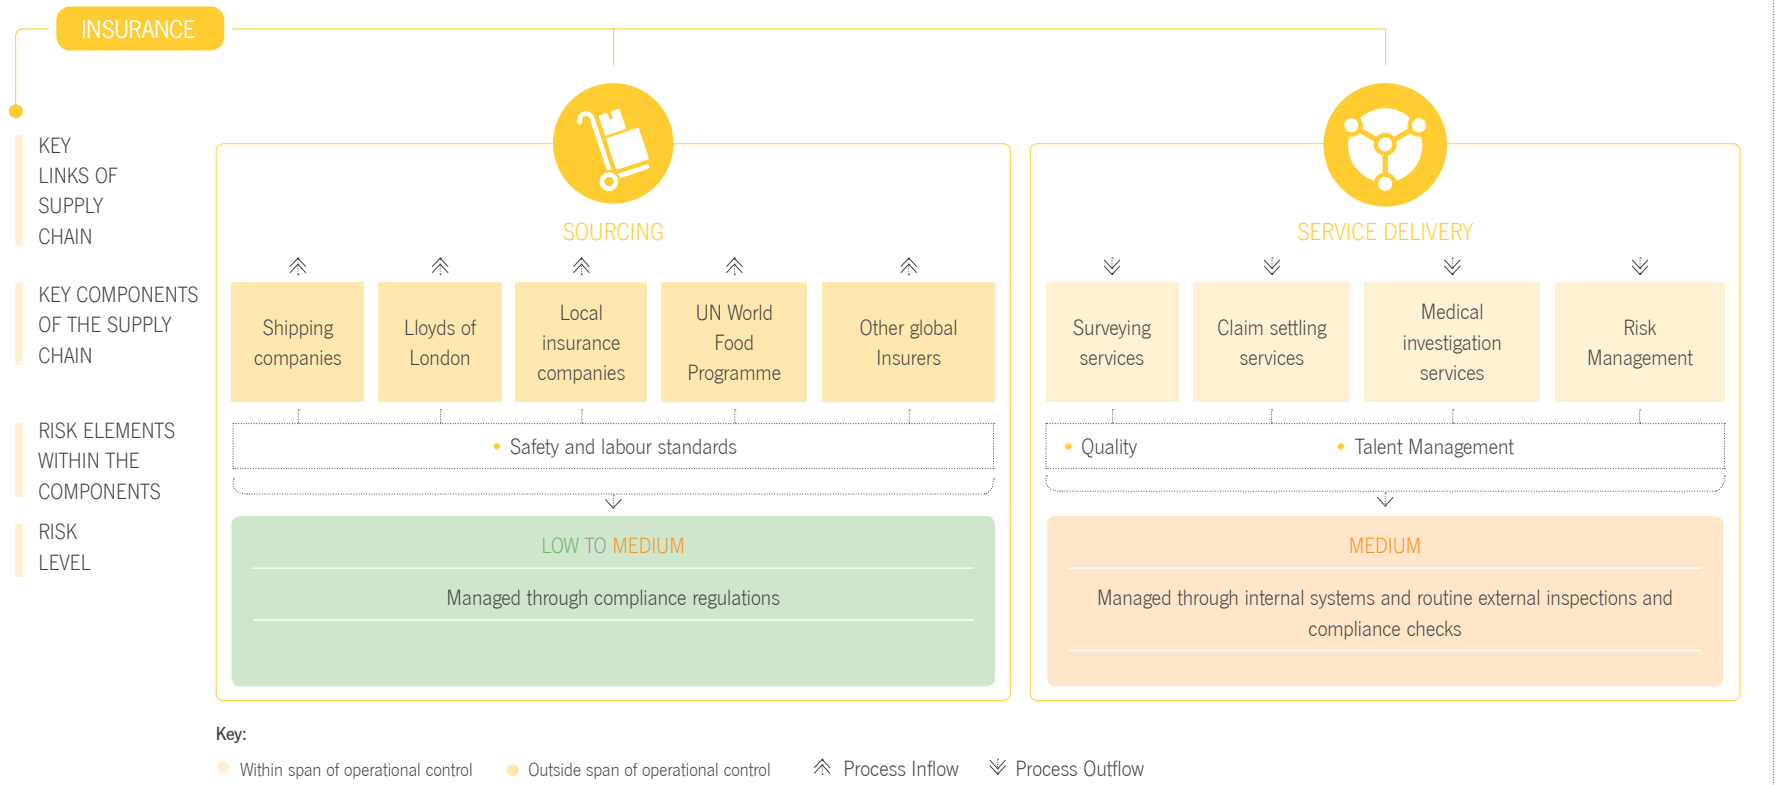 INSURANCE
KEY
LINKS OF
SUPPLY
CHAIN
SOURCING
SERVICE DELIVERY
KEY COMPONENTS
OF THE SUPPLY
CHAIN
Shipping
companies
Lloyds of
London
Local
insurance
companies
UN World
Food
Programme
Other global
Insurers
Surveying
services
Claim settling
services
Medical
investigation
services
Risk
Management
RISK ELEMENTS
WITHIN THE
COMPONENTS
• Safety and labour standards
• Quality
• Talent Management
RISK
LEVEL
LOW TO MEDIUM
Managed through compliance regulations
MEDIUM
Managed through internal systems and routine external inspections and
compliance checks
Key:
Within span of operational control
Outside span of operational control
Process Inflow
Process Outflow